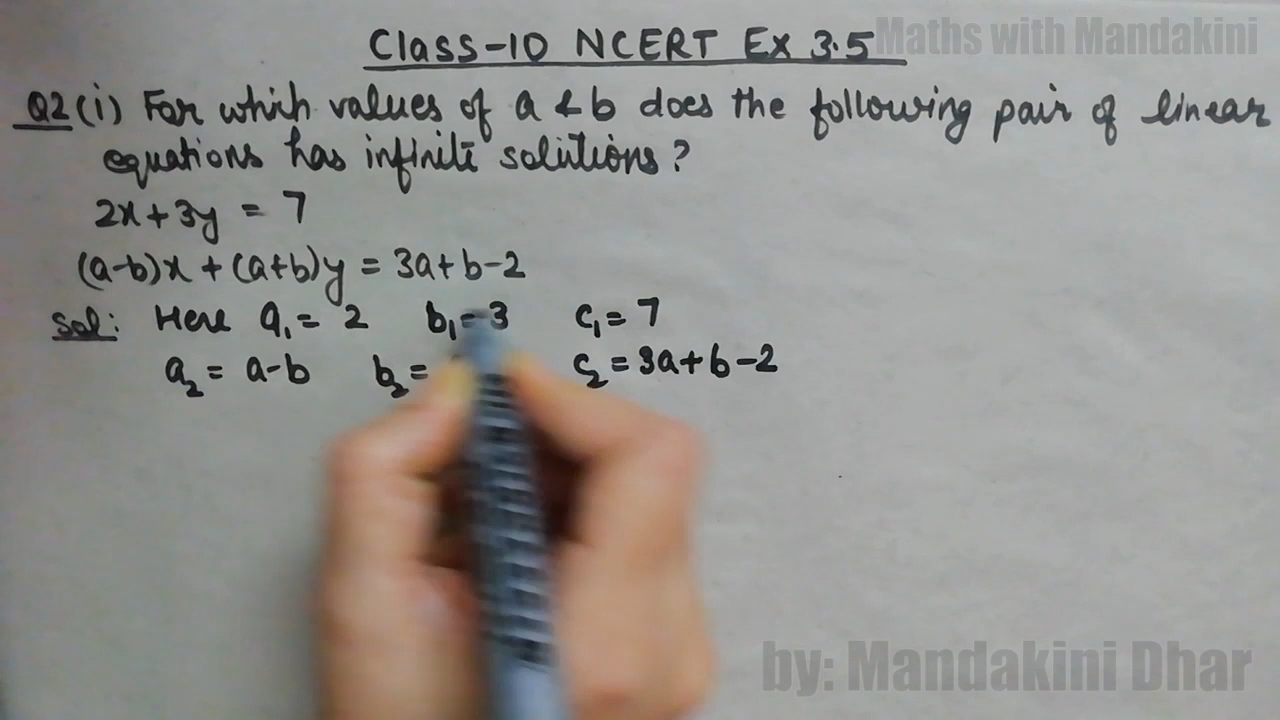 Class-10 NCERT Ex 3.5
Maths with Mandakini
Q2(i) For which values of a & b does the following pair of linear
equations has infinite solutions?
2x+3y = 7
(a-b)x + (a+b)y = 3a+b-2
Sol: Here a₁ = 2 b₁ = 3 c₁ = 7
a₂ = a-b b₂ = c₂ = 3a+b-2
by: Mandakini Dhar